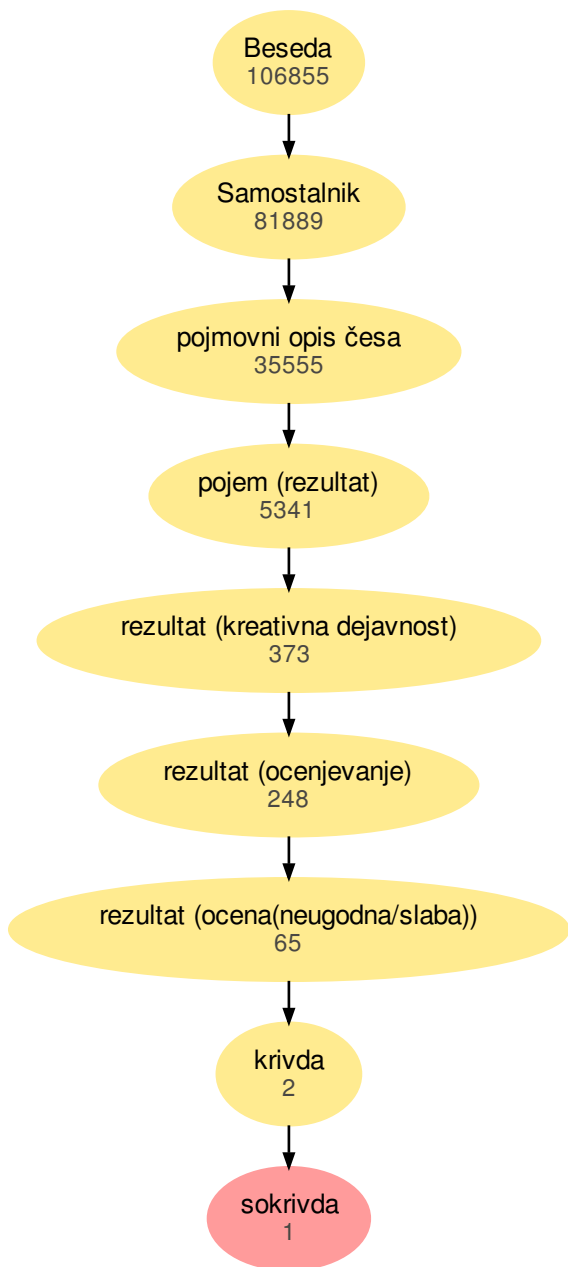 Beseda
106855
Samostalnik
81889
pojmovni opis česa
35555
pojem (rezultat)
5341
rezultat (kreativna dejavnost)
373
rezultat (ocenjevanje)
248
rezultat (ocena(neugodna/slaba))
65
krivda
2
sokrivda
1